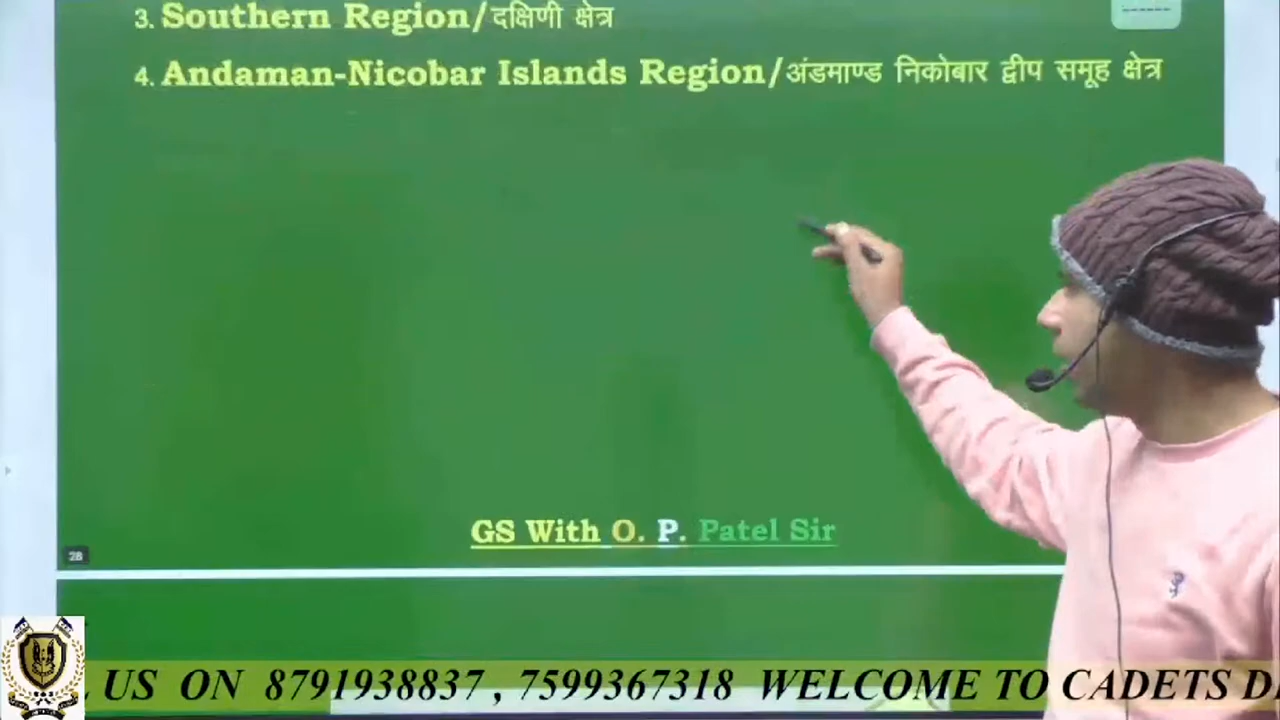 3. Southern Region/दक्षिणी क्षेत्र
4. Andaman-Nicobar Islands Region/अंडमाण्ड निकोबार द्वीप समूह क्षेत्र
GS With O. P. Patel Sir
28
US ON 8791938837 , 7599367318 WELCOME TO CADETS D